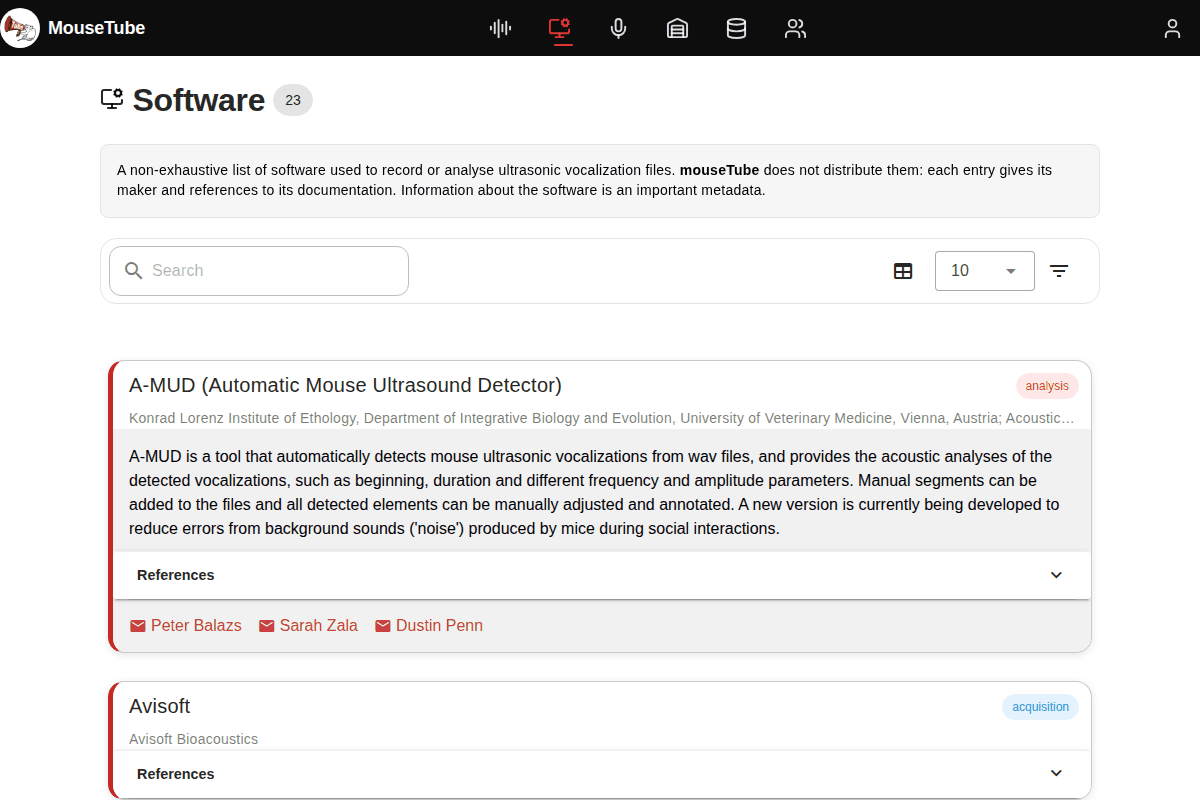 MouseTube
Software 23
A non-exhaustive list of software used to record or analyse ultrasonic vocalization files. mouseTube does not distribute them: each entry gives its
maker and references to its documentation. Information about the software is an important metadata.
Search
10
A-MUD (Automatic Mouse Ultrasound Detector)
analysis
Konrad Lorenz Institute of Ethology, Department of Integrative Biology and Evolution, University of Veterinary Medicine, Vienna, Austria; Acoustic…
A-MUD is a tool that automatically detects mouse ultrasonic vocalizations from wav files, and provides the acoustic analyses of the
detected vocalizations, such as beginning, duration and different frequency and amplitude parameters. Manual segments can be
added to the files and all detected elements can be manually adjusted and annotated. A new version is currently being developed to
reduce errors from background sounds ('noise') produced by mice during social interactions.
References
Peter Balazs Sarah Zala Dustin Penn
Avisoft
acquisition
Avisoft Bioacoustics
References